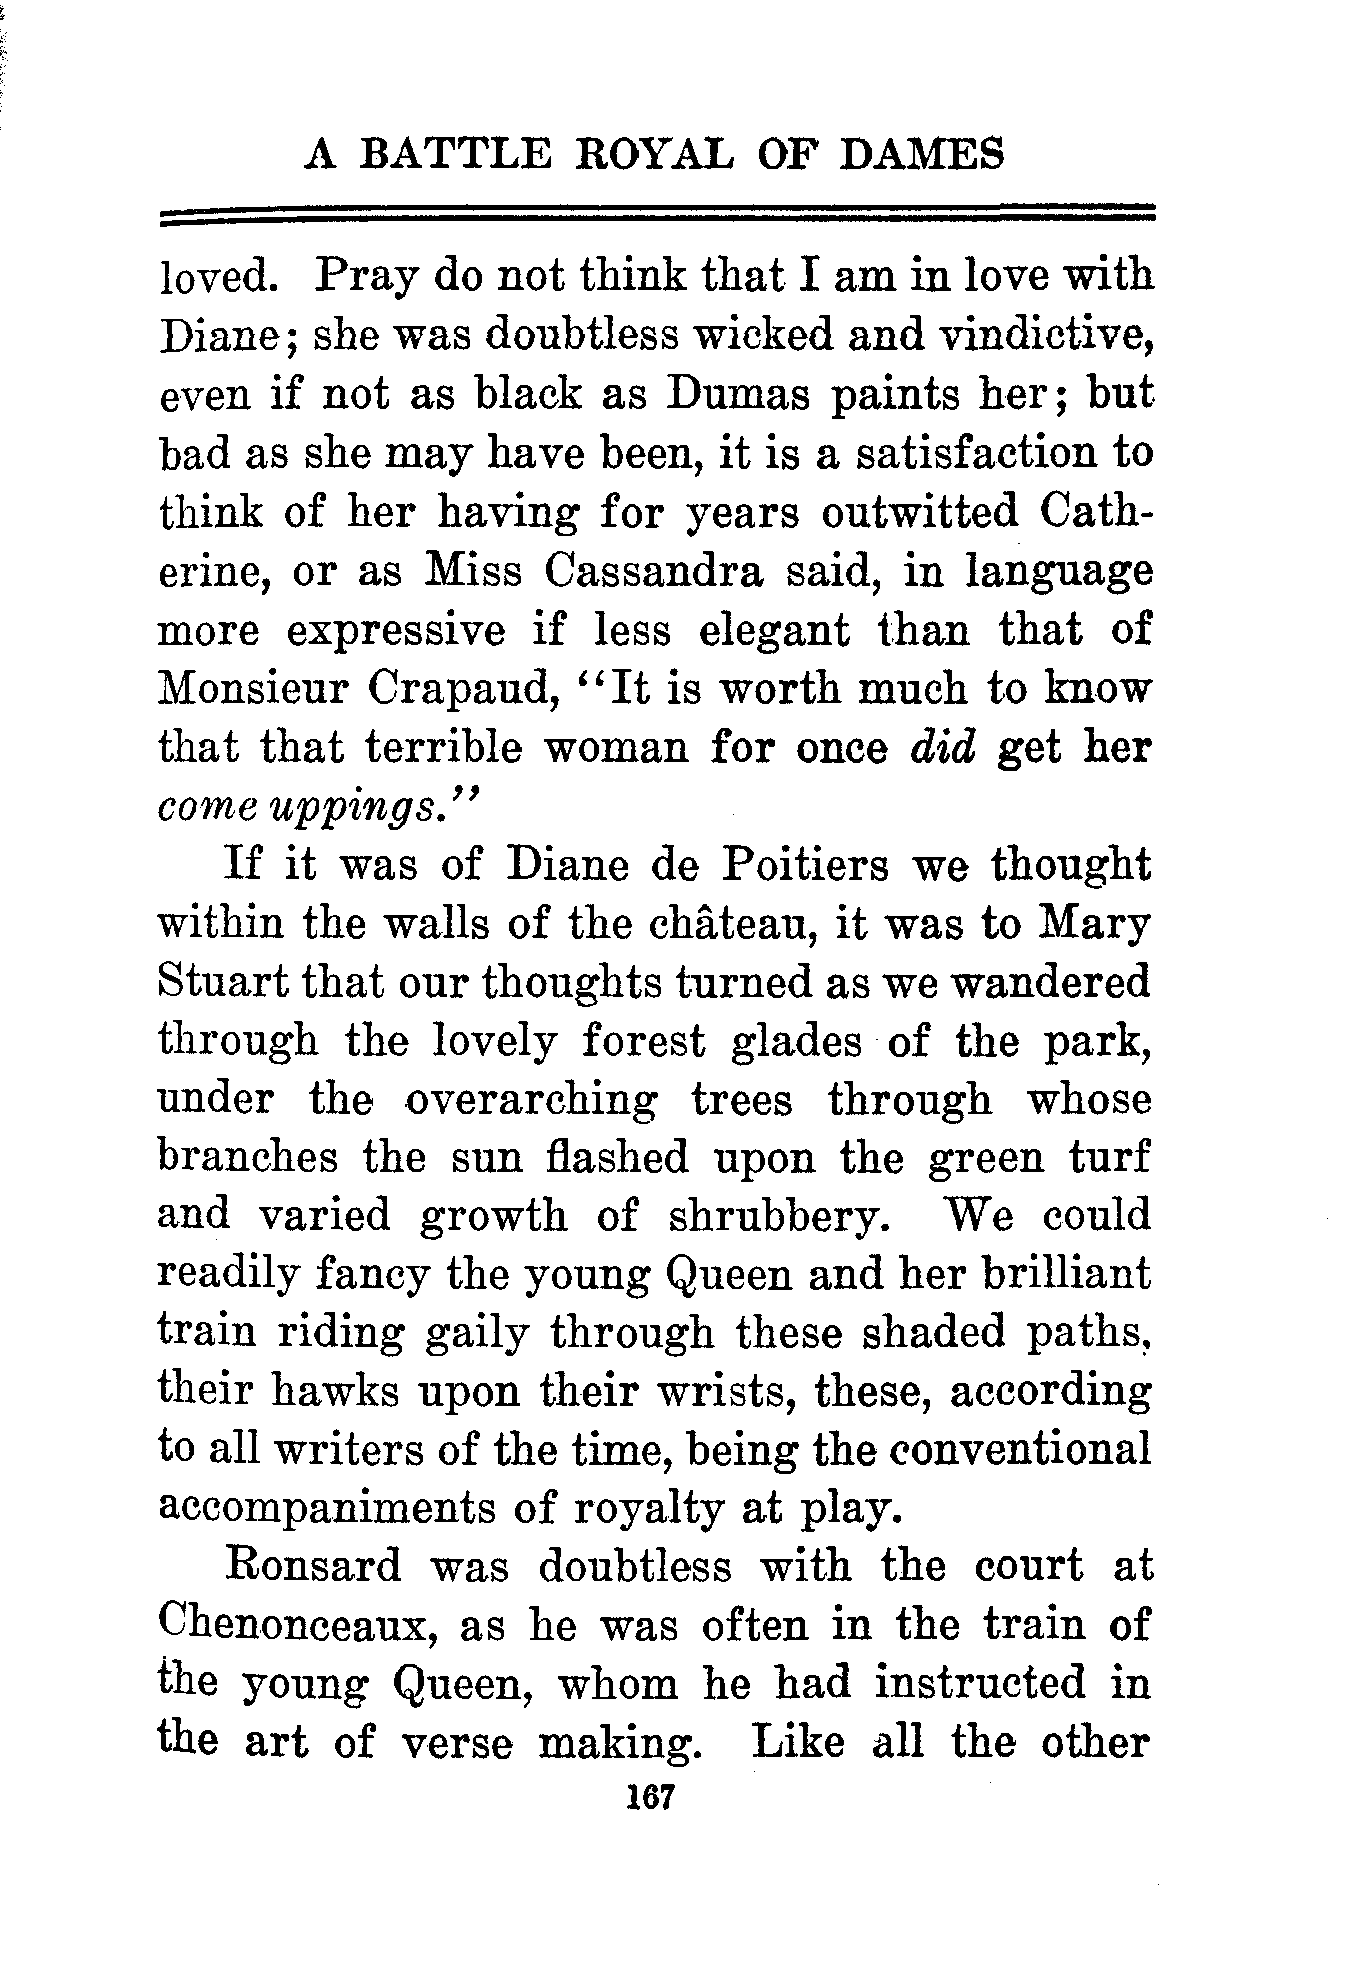 A BATTLE ROYAL OF DAMES
loved. Pray do not think that I am in love with
Diane; she was doubtless wicked and vindictive,
even if not as black as Dumas paints her; but
bad as she may have been, it is a satisfaction to
think of her having for years outwitted Cath-
erine, or as Miss Cassandra said, in language
more expressive if less elegant than that of
Monsieur Crapaud, "It is worth much to know
that that terrible woman for once did get her
come uppings."
If it was of Diane de Poitiers we thought
within the walls of the château, it was to Mary
Stuart that our thoughts turned as we wandered
through the lovely forest glades of the park,
under the overarching trees through whose
branches the sun flashed upon the green turf
and varied growth of shrubbery. We could
readily fancy the young Queen and her brilliant
train riding gaily through these shaded paths,
their hawks upon their wrists, these, according
to all writers of the time, being the conventional
accompaniments of royalty at play.
Ronsard was doubtless with the court at
Chenonceaux, as he was often in the train of
the young Queen, whom he had instructed in
the art of verse making. Like all the other
167